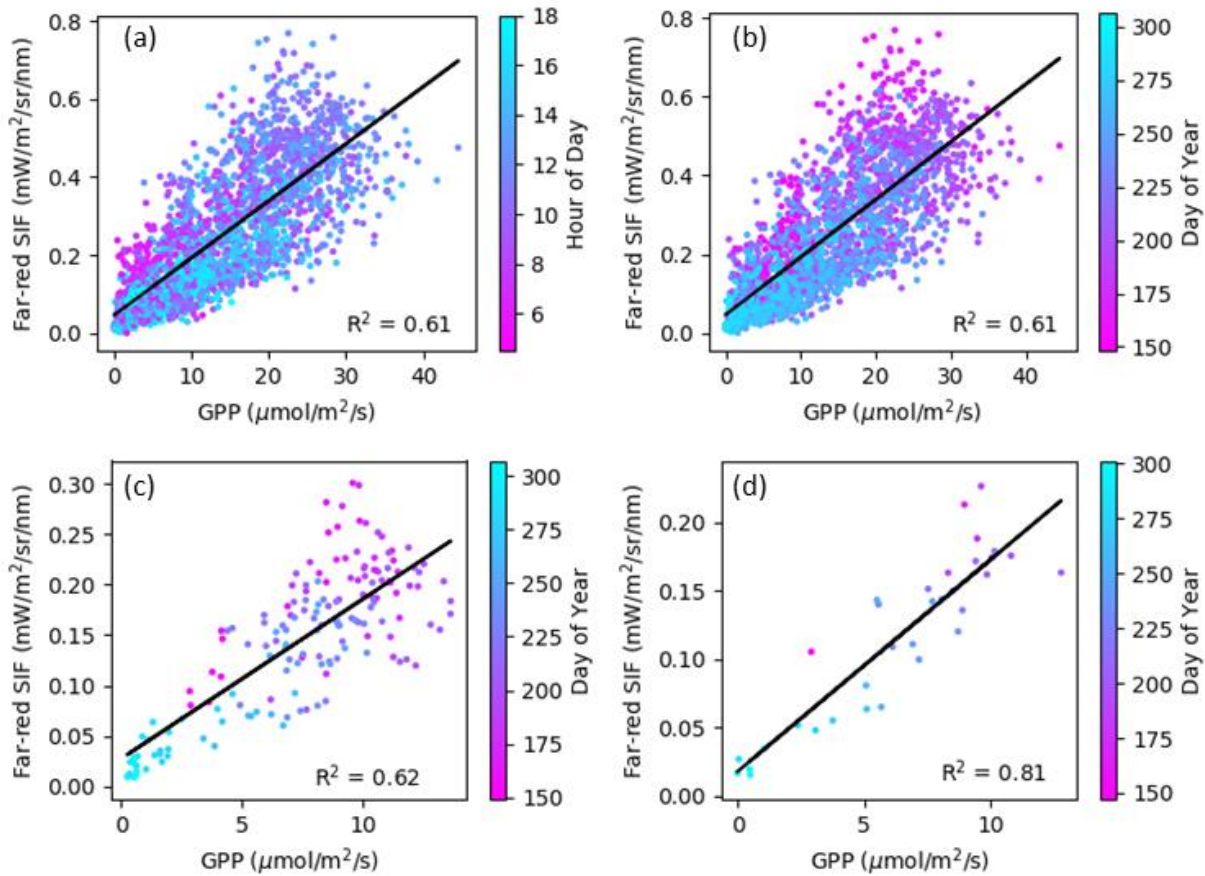 (a)
0.8
0.6
0.4
0.2
0.0
Far-red SIF (mW/m²/sr/nm)
0 10 20 30 40
GPP (μmol/m²/s)
R² = 0.61
18
16
14
12
10
8
6
Hour of Day
(b)
0.8
0.6
0.4
0.2
0.0
Far-red SIF (mW/m²/sr/nm)
0 10 20 30 40
GPP (μmol/m²/s)
R² = 0.61
300
275
250
225
200
175
150
Day of Year
(c)
0.30
0.25
0.20
0.15
0.10
0.05
0.00
Far-red SIF (mW/m²/sr/nm)
0 5 10
GPP (μmol/m²/s)
R² = 0.62
300
275
250
225
200
175
150
Day of Year
(d)
0.20
0.15
0.10
0.05
0.00
Far-red SIF (mW/m²/sr/nm)
0 5 10
GPP (μmol/m²/s)
R² = 0.81
300
275
250
225
200
175
150
Day of Year